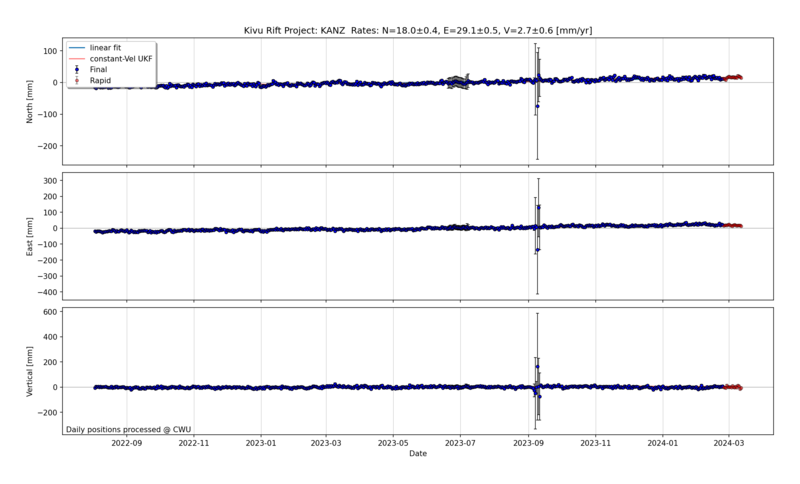 Kivu Rift Project: KANZ  Rates: N=18.0±0.4, E=29.1±0.5, V=2.7±0.6 [mm/yr]
linear fit
constant-Vel UKF
Final
Rapid
North [mm]
100
0
−100
−200
East [mm]
300
200
100
0
−100
−200
−300
−400
Vertical [mm]
600
400
200
0
−200
Daily positions processed @ CWU
2022-09 2022-11 2023-01 2023-03 2023-05 2023-07 2023-09 2023-11 2024-01 2024-03
Date